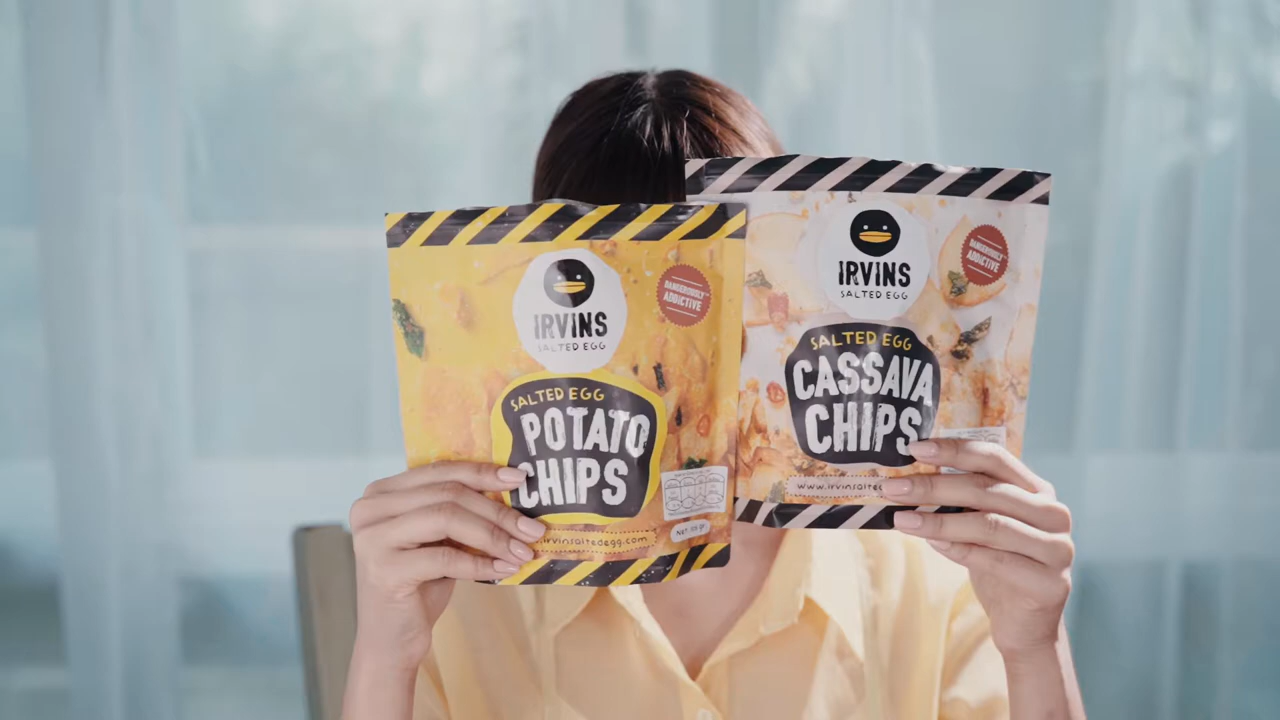 IRVINS
SALTED EGG
DANGEROUSLY
ADDICTIVE
SALTED EGG
POTATO
CHIPS
.irvinsaltedegg.com
IRVINS
SALTED EGG
DANGEROUSLY
ADDICTIVE
SALTED EGG
CASSAVA
CHIPS